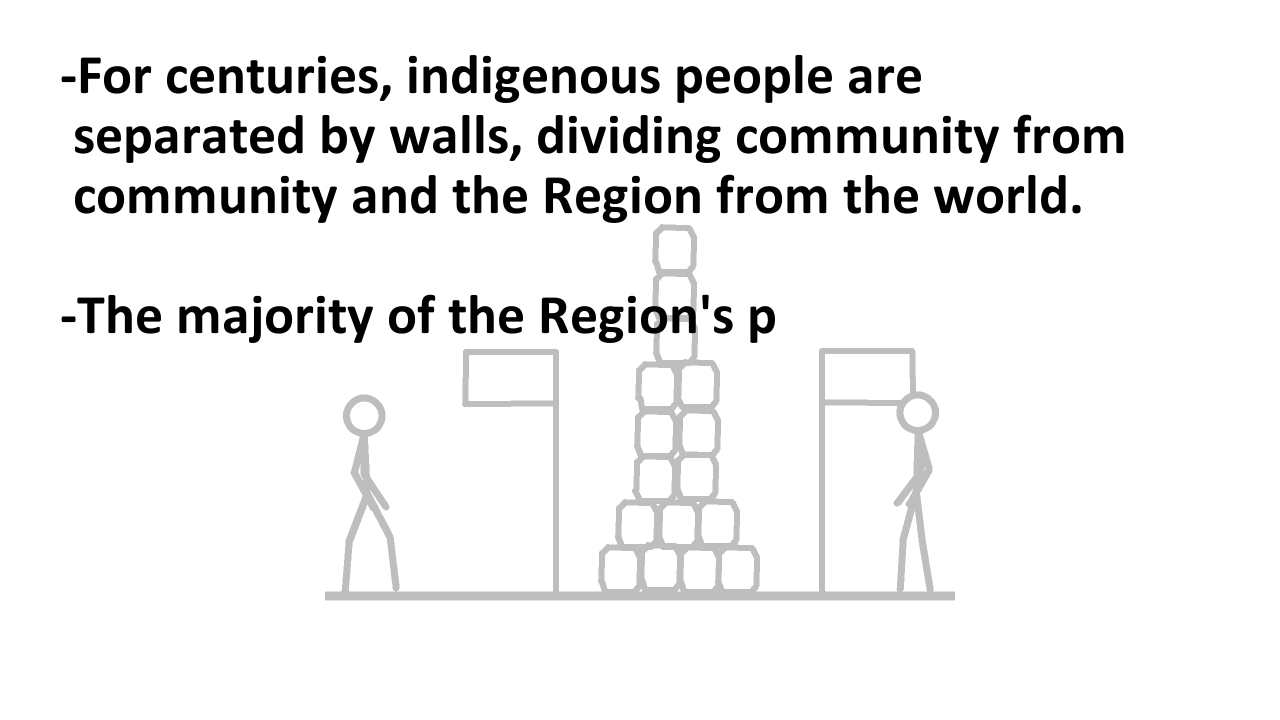 -For centuries, indigenous people are
separated by walls, dividing community from
community and the Region from the world.
-The majority of the Region's p